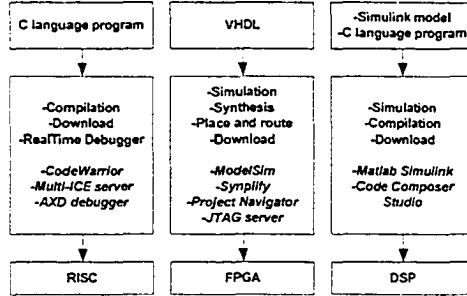 C language program
VHDL
-Simulink model
-C language program
-Compilation
-Download
-RealTime Debugger
-CodeWarrior
-Multi-ICE server
-AXD debugger
-Simulation
-Synthesis
-Place and route
-Download
-ModelSim
-Synplify
-Project Navigator
-JTAG server
-Simulation
-Compilation
-Download
-Matlab Simulink
-Code Composer
Studio
RISC
FPGA
DSP